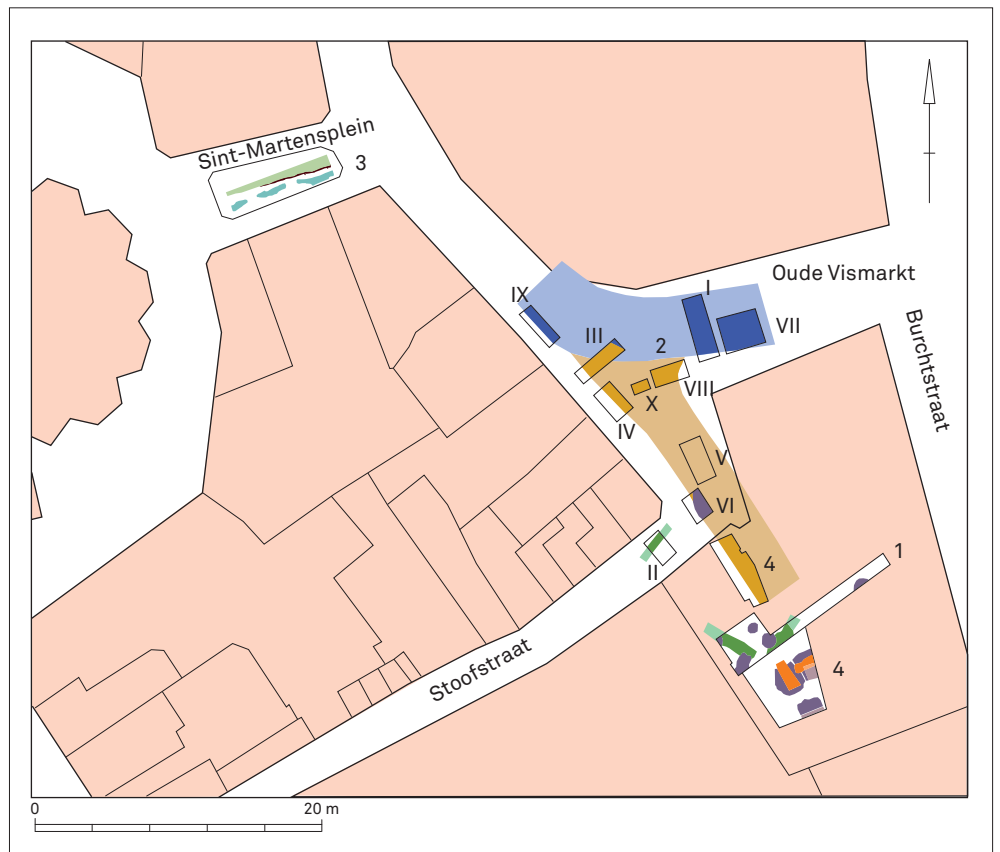 Sint-Martensplein
3
Oude Vismarkt
I
IX
VII
III
2
Burchtstraat
VIII
X
IV
V
VI
II
4
1
4
Stoofstraat
0
20 m